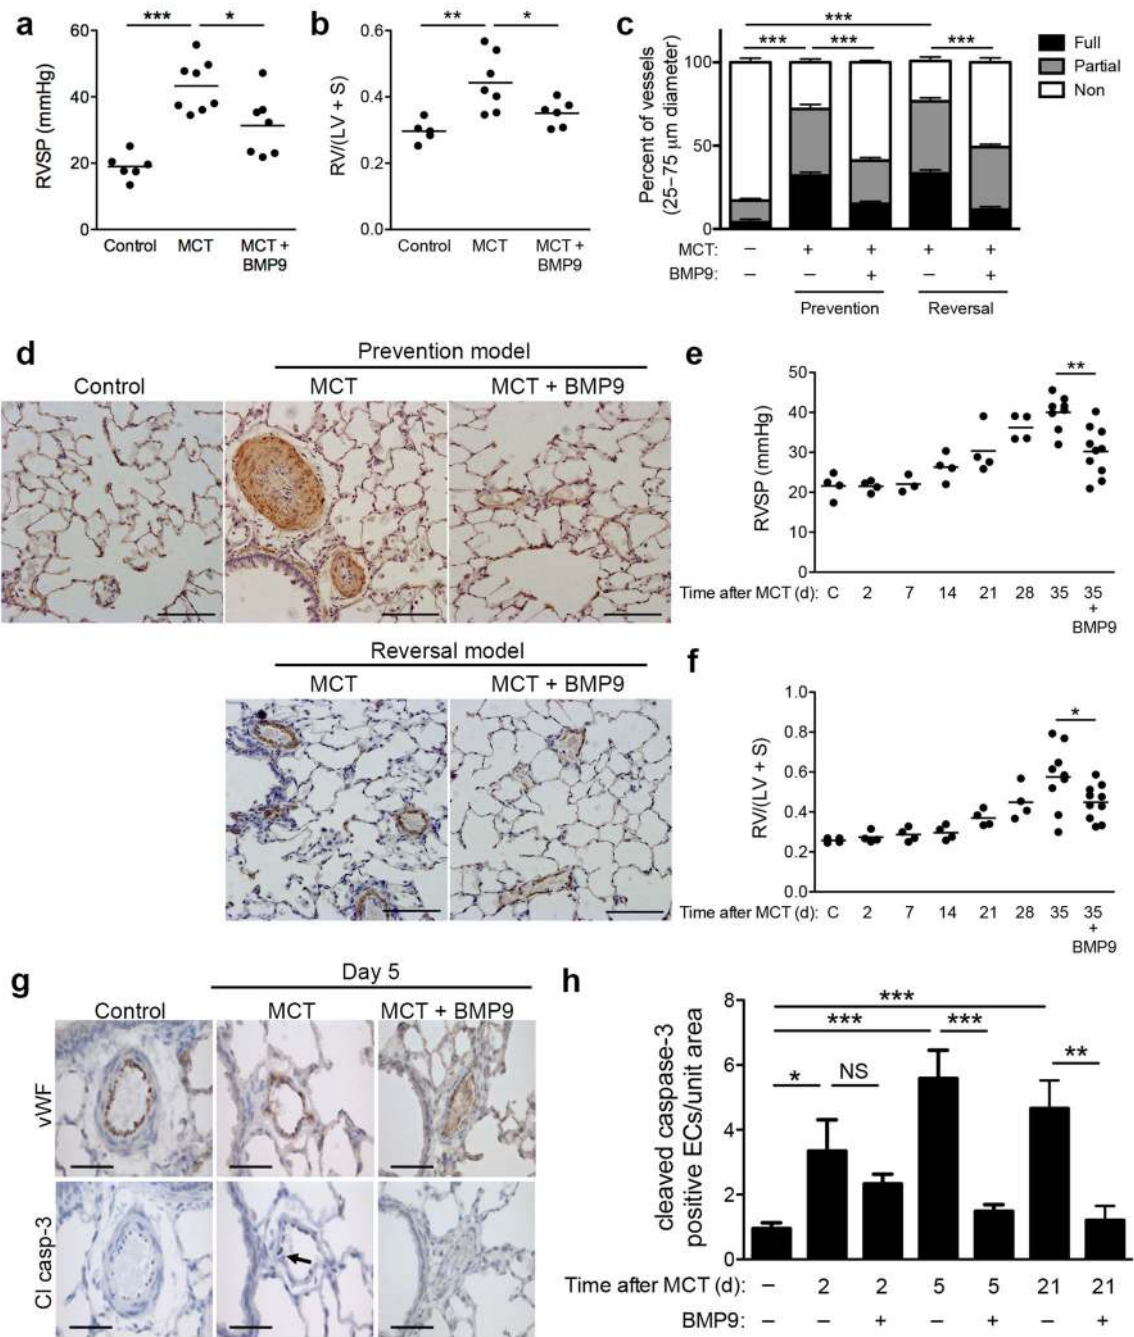 a
***
*
60
40
20
0
RVSP (mmHg)
Control
MCT
MCT +
BMP9
b
**
*
0.6
0.4
0.2
0.0
RV/(LV + S)
Control
MCT
MCT +
BMP9
c
***
*** *** ***
100
50
0
Percent of vessels
(25–75 μm diameter)
Full
Partial
Non
MCT: – + + + +
BMP9: – – + – +
Prevention
Reversal
d
Prevention model
Control
MCT
MCT + BMP9
Reversal model
MCT
MCT + BMP9
e
**
50
40
30
20
10
0
RVSP (mmHg)
Time after MCT (d): C 2 7 14 21 28 35 35
+
BMP9
f
*
1.0
0.8
0.6
0.4
0.2
0.0
RV/(LV + S)
Time after MCT (d): C 2 7 14 21 28 35 35
+
BMP9
g
Day 5
Control
MCT
MCT + BMP9
vWF
Cl casp-3
h
***
*** ***
* NS **
8
6
4
2
0
cleaved caspase-3
positive ECs/unit area
Time after MCT (d): – 2 2 5 5 21 21
BMP9: – – + – + – +